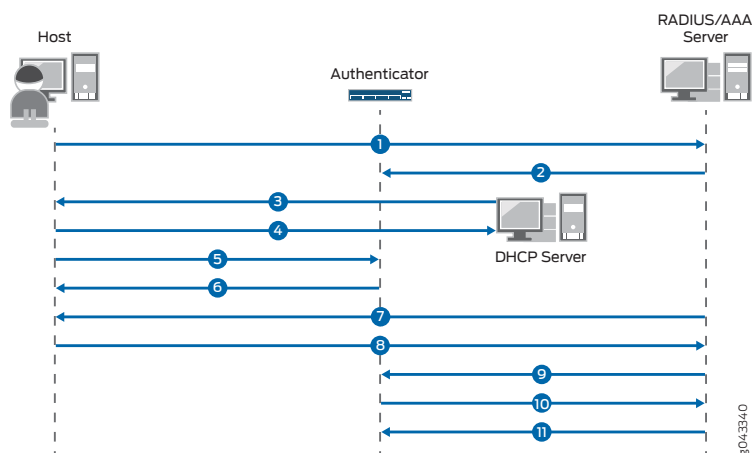 RADIUS/AAA
Server
Host
Authenticator
1
2
3
4
DHCP Server
5
6
7
8
9
10
11
g043340